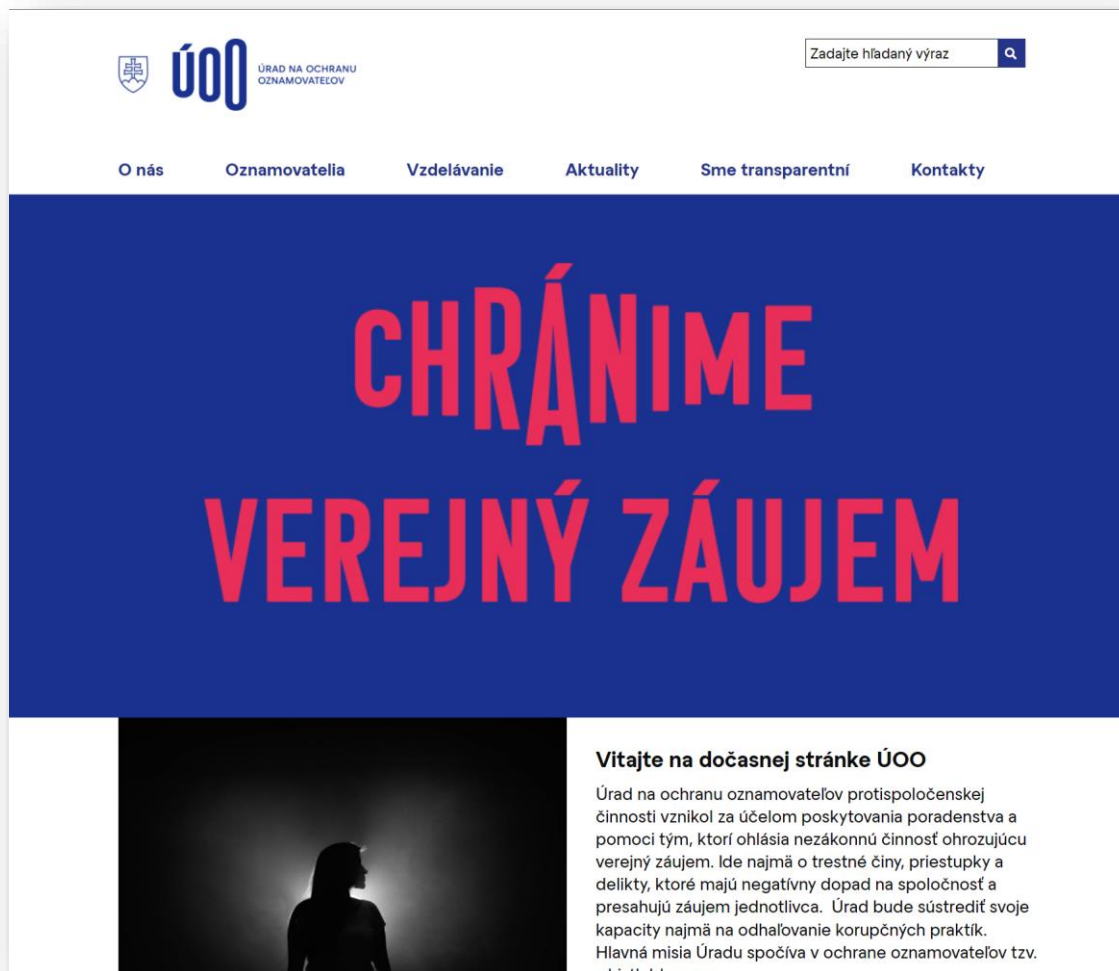 ÚOO
ÚRAD NA OCHRANU
OZNAMOVATEĽOV
Zadajte hľadaný výraz
O nás Oznamovatelia Vzdelávanie Aktuality Sme transparentní Kontakty
CHRÁNIME
VEREJNÝ ZÁUJEM
Vitajte na dočasnej stránke ÚOO
Úrad na ochranu oznamovateľov protispoločenskej
činnosti vznikol za účelom poskytovania poradenstva a
pomoci tým, ktorí ohlásia nezákonnú činnosť ohrozujúcu
verejný záujem. Ide najmä o trestné činy, priestupky a
delikty, ktoré majú negatívny dopad na spoločnosť a
presahujú záujem jednotlivca. Úrad bude sústrediť svoje
kapacity najmä na odhaľovanie korupčných praktík.
Hlavná misia Úradu spočíva v ochrane oznamovateľov tzv.